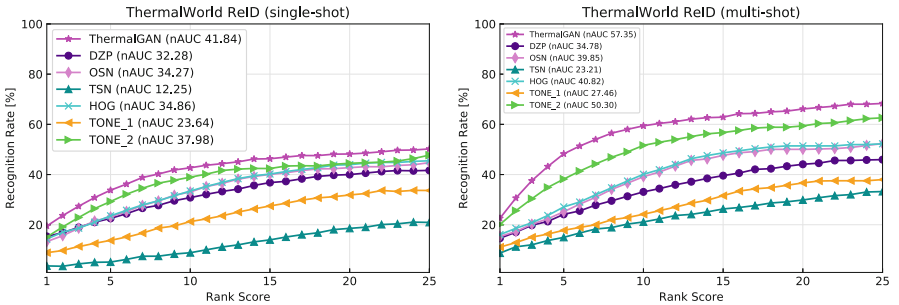 ThermalWorld ReID (single-shot)
Recognition Rate [%]
100
80
60
40
20
ThermalGAN (nAUC 41.84)
DZP (nAUC 32.28)
OSN (nAUC 34.27)
TSN (nAUC 12.25)
HOG (nAUC 34.86)
TONE_1 (nAUC 23.64)
TONE_2 (nAUC 37.98)
1 5 10 15 20 25
Rank Score
ThermalWorld ReID (multi-shot)
Recognition Rate [%]
100
80
60
40
20
ThermalGAN (nAUC 57.35)
DZP (nAUC 34.78)
OSN (nAUC 39.85)
TSN (nAUC 23.21)
HOG (nAUC 40.82)
TONE_1 (nAUC 27.46)
TONE_2 (nAUC 50.30)
1 5 10 15 20 25
Rank Score